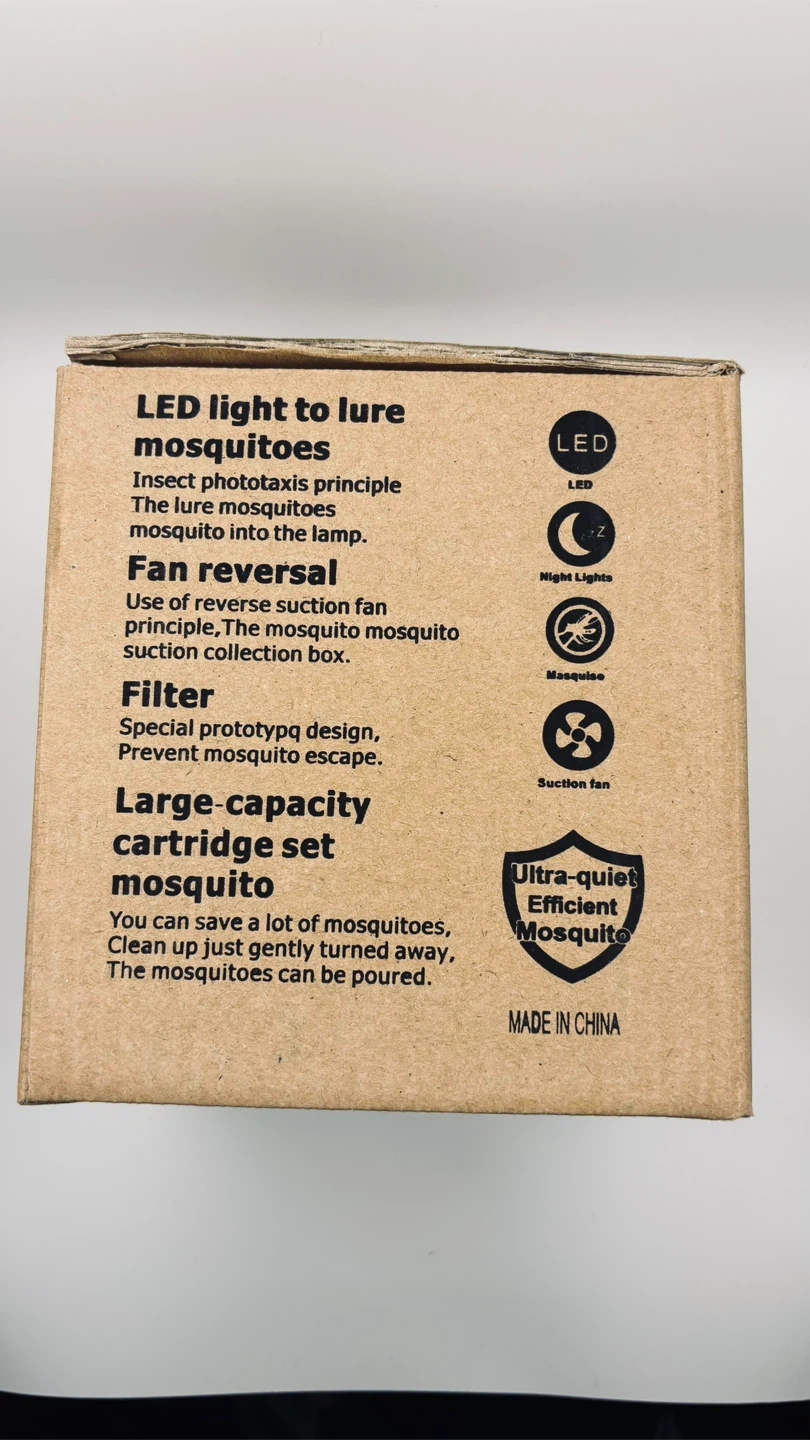 LED light to lure
mosquitoes
Insect phototaxis principle
The lure mosquitoes
mosquito into the lamp.
Fan reversal
Use of reverse suction fan
principle,The mosquito mosquito
suction collection box.
Filter
Special prototypq design,
Prevent mosquito escape.
Large-capacity
cartridge set
mosquito
You can save a lot of mosquitoes,
Clean up just gently turned away,
The mosquitoes can be poured.
LED
LED
zzZ
Night Lights
Masquise
Suction fan
Ultra-quiet
Efficient
Mosquito
MADE IN CHINA